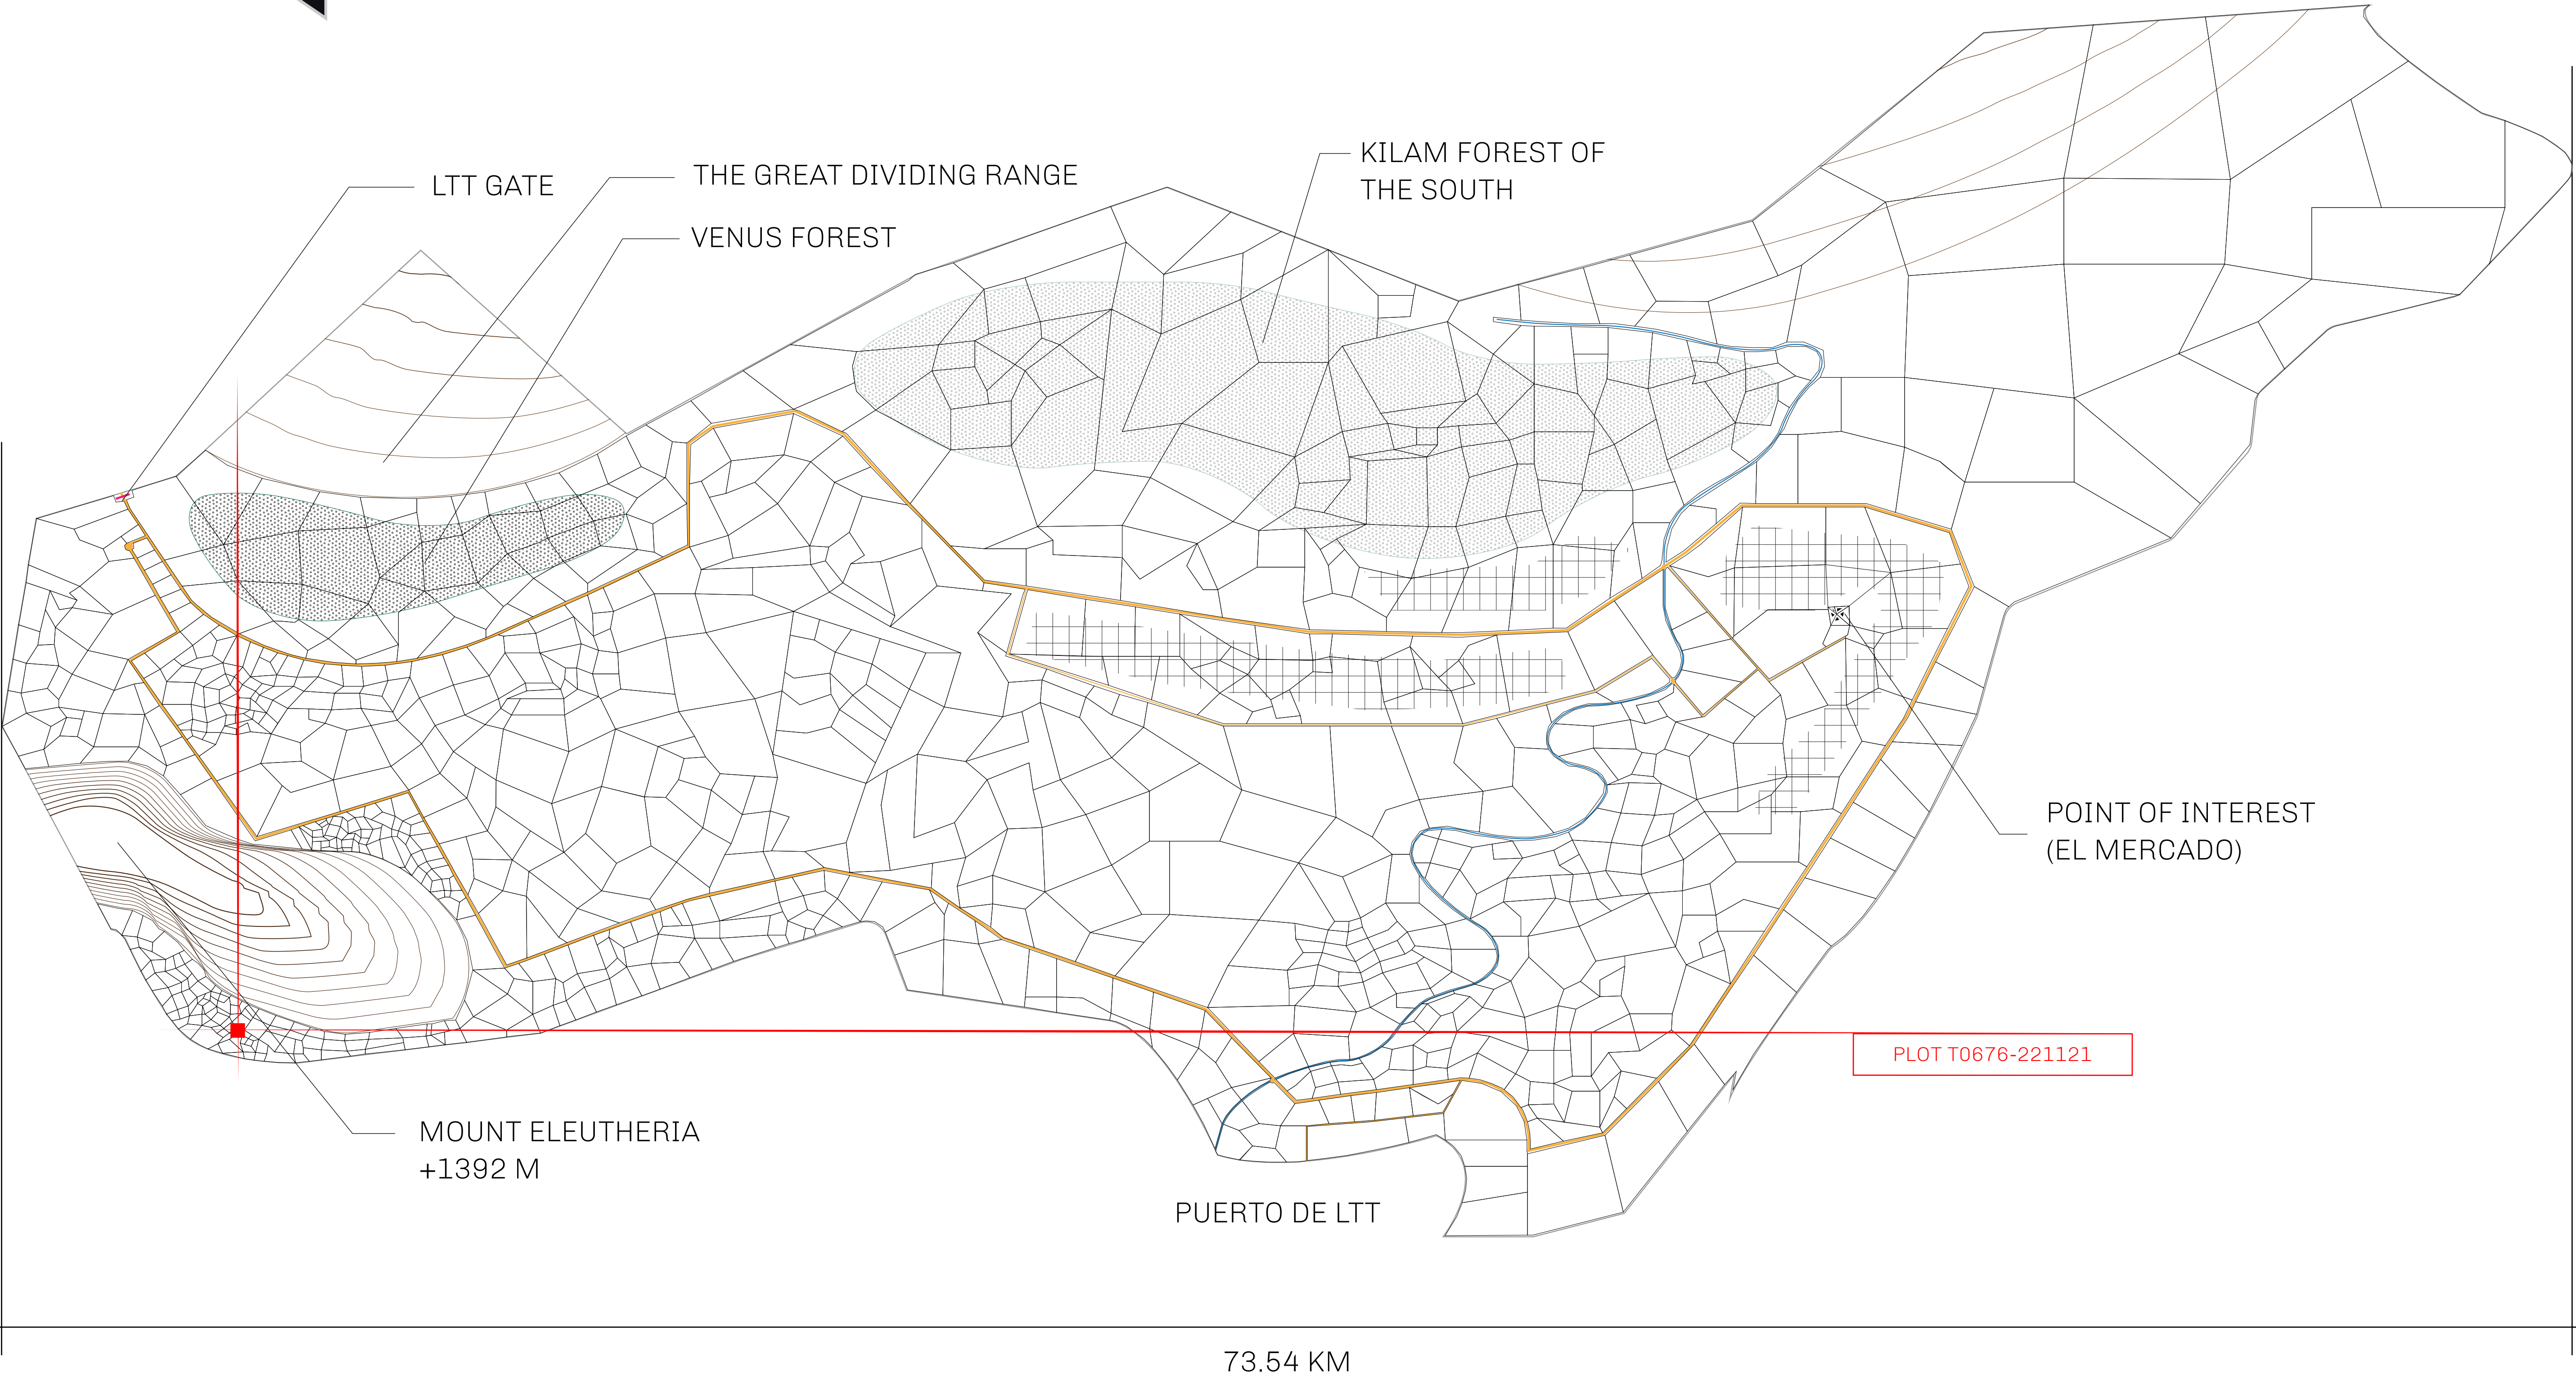 KILAM FOREST OF
THE SOUTH
THE GREAT DIVIDING RANGE
LTT GATE
VENUS FOREST
POINT OF INTEREST
(EL MERCADO)
PLOT T0676-221121
MOUNT ELEUTHERIA
+1392 M
PUERTO DE LTT
73.54 KM